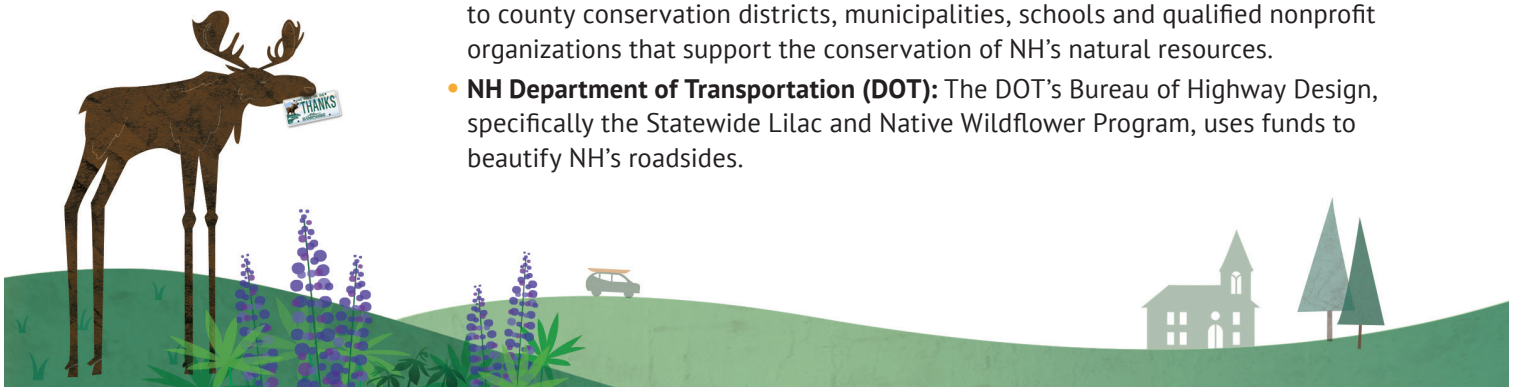 to county conservation districts, municipalities, schools and qualified nonprofit
organizations that support the conservation of NH's natural resources.
• NH Department of Transportation (DOT): The DOT's Bureau of Highway Design,
specifically the Statewide Lilac and Native Wildflower Program, uses funds to
beautify NH's roadsides.
THANKS